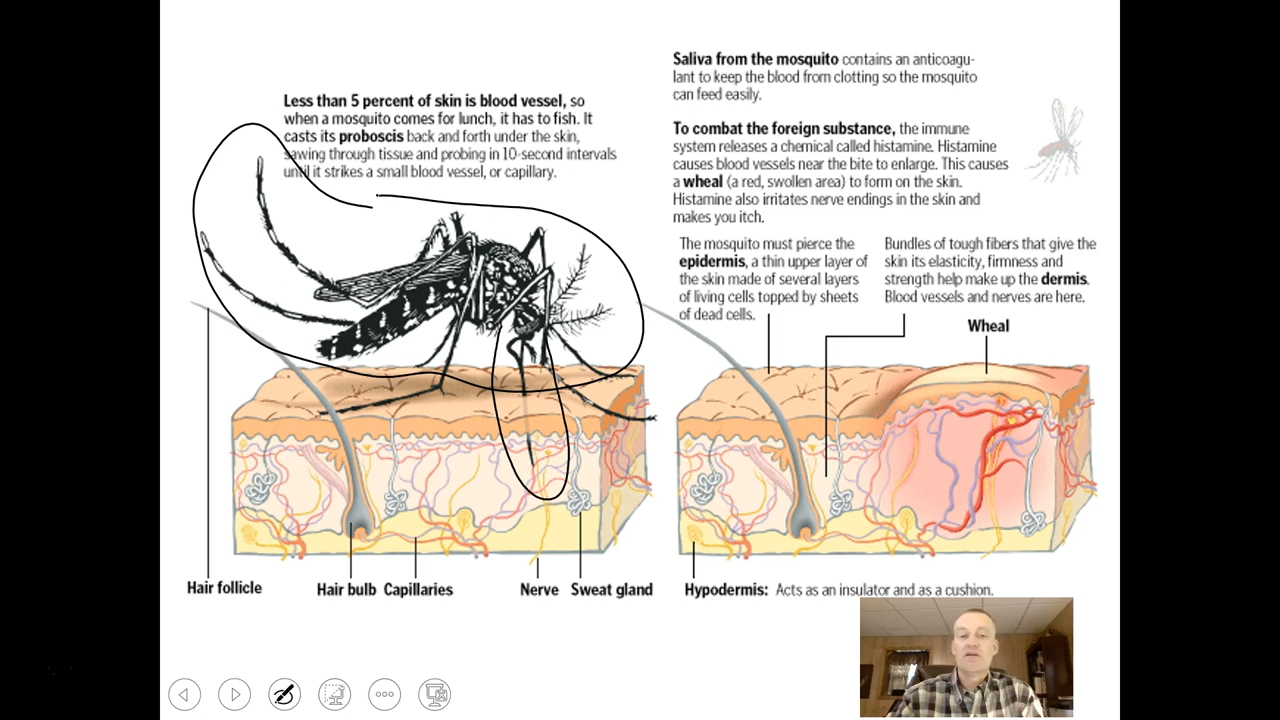 Less than 5 percent of skin is blood vessel, so
when a mosquito comes for lunch, it has to fish. It
casts its proboscis back and forth under the skin,
sawing through tissue and probing in 10-second intervals
until it strikes a small blood vessel, or capillary.
Saliva from the mosquito contains an anticoagu-
lant to keep the blood from clotting so the mosquito
can feed easily.
To combat the foreign substance, the immune
system releases a chemical called histamine. Histamine
causes blood vessels near the bite to enlarge. This causes
a wheal (a red, swollen area) to form on the skin.
Histamine also irritates nerve endings in the skin and
makes you itch.
The mosquito must pierce the
epidermis, a thin upper layer of
the skin made of several layers
of living cells topped by sheets
of dead cells.
Bundles of tough fibers that give the
skin its elasticity, firmness and
strength help make up the dermis.
Blood vessels and nerves are here.
Wheal
Hair follicle
Hair bulb
Capillaries
Nerve
Sweat gland
Hypodermis: Acts as an insulator and as a cushion.